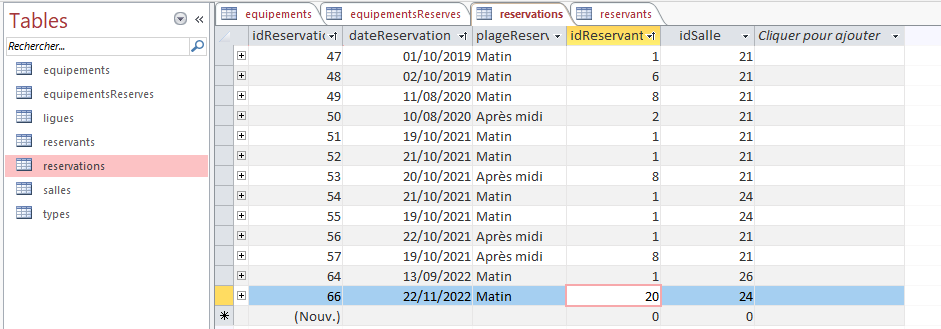 Tables
Rechercher...
equipements
equipementsReserves
ligues
reservants
reservations
salles
types
equipements equipementsReserves reservations reservants
idReservatio dateReservation plageReserv idReservant idSalle Cliquer pour ajouter
47 01/10/2019 Matin 1 21
48 02/10/2019 Matin 6 21
49 11/08/2020 Matin 8 21
50 10/08/2020 Après midi 2 21
51 19/10/2021 Matin 1 21
52 21/10/2021 Matin 1 21
53 20/10/2021 Après midi 8 21
54 21/10/2021 Matin 1 24
55 19/10/2021 Matin 1 24
56 22/10/2021 Après midi 1 21
57 19/10/2021 Après midi 8 21
64 13/09/2022 Matin 1 26
66 22/11/2022 Matin 20 24
(Nouv.) 0 0